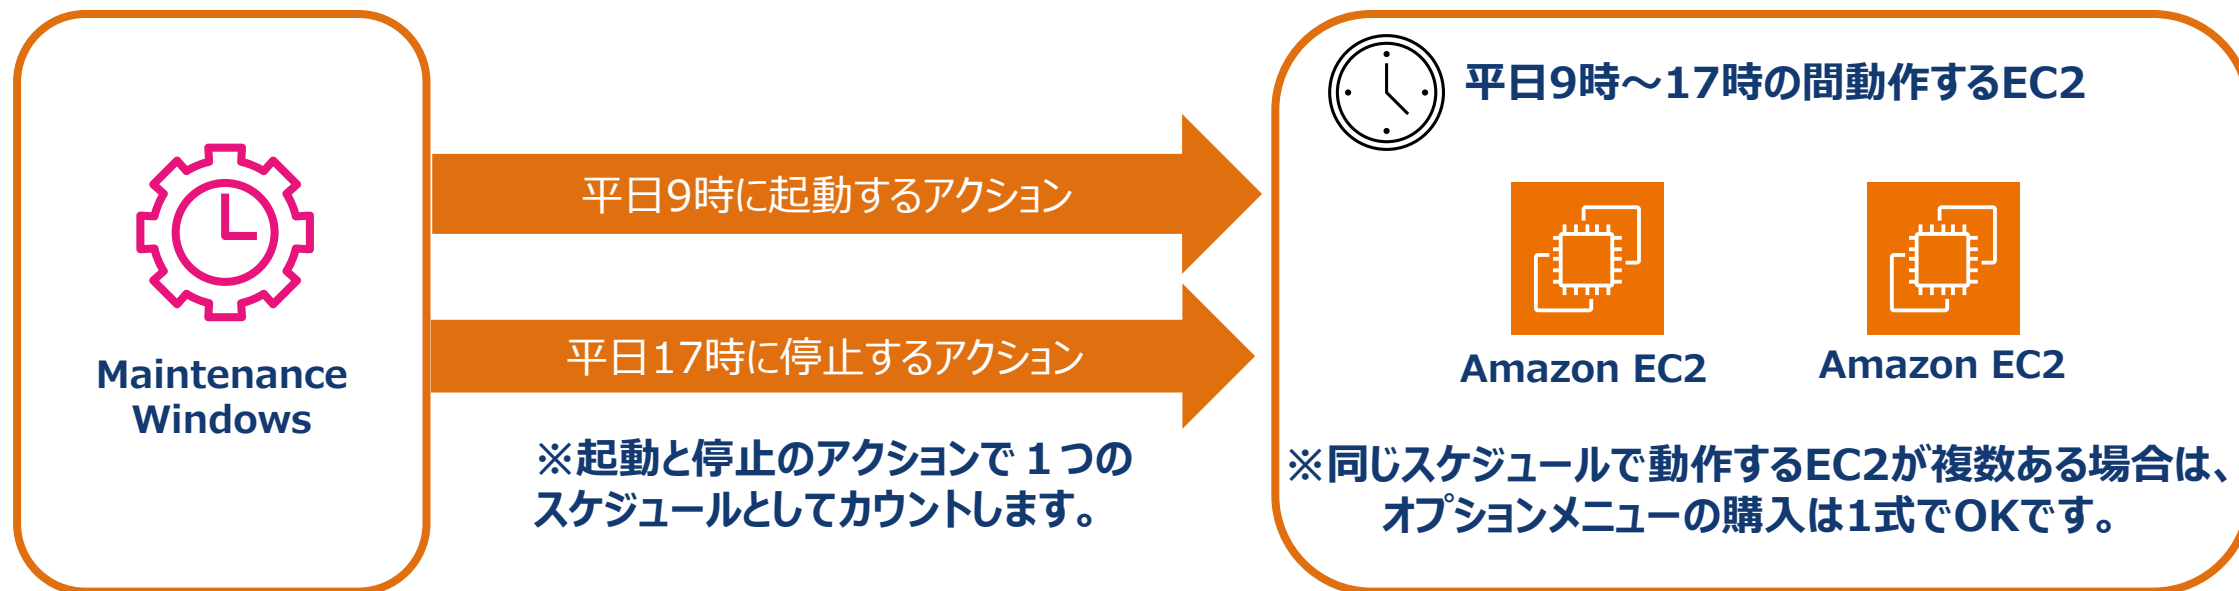 Maintenance
Windows
平日9時に起動するアクション
平日17時に停止するアクション
※起動と停止のアクションで１つの
スケジュールとしてカウントします。
平日9時～17時の間動作するEC2
Amazon EC2
Amazon EC2
※同じスケジュールで動作するEC2が複数ある場合は、
オプションメニューの購入は1式でOKです。